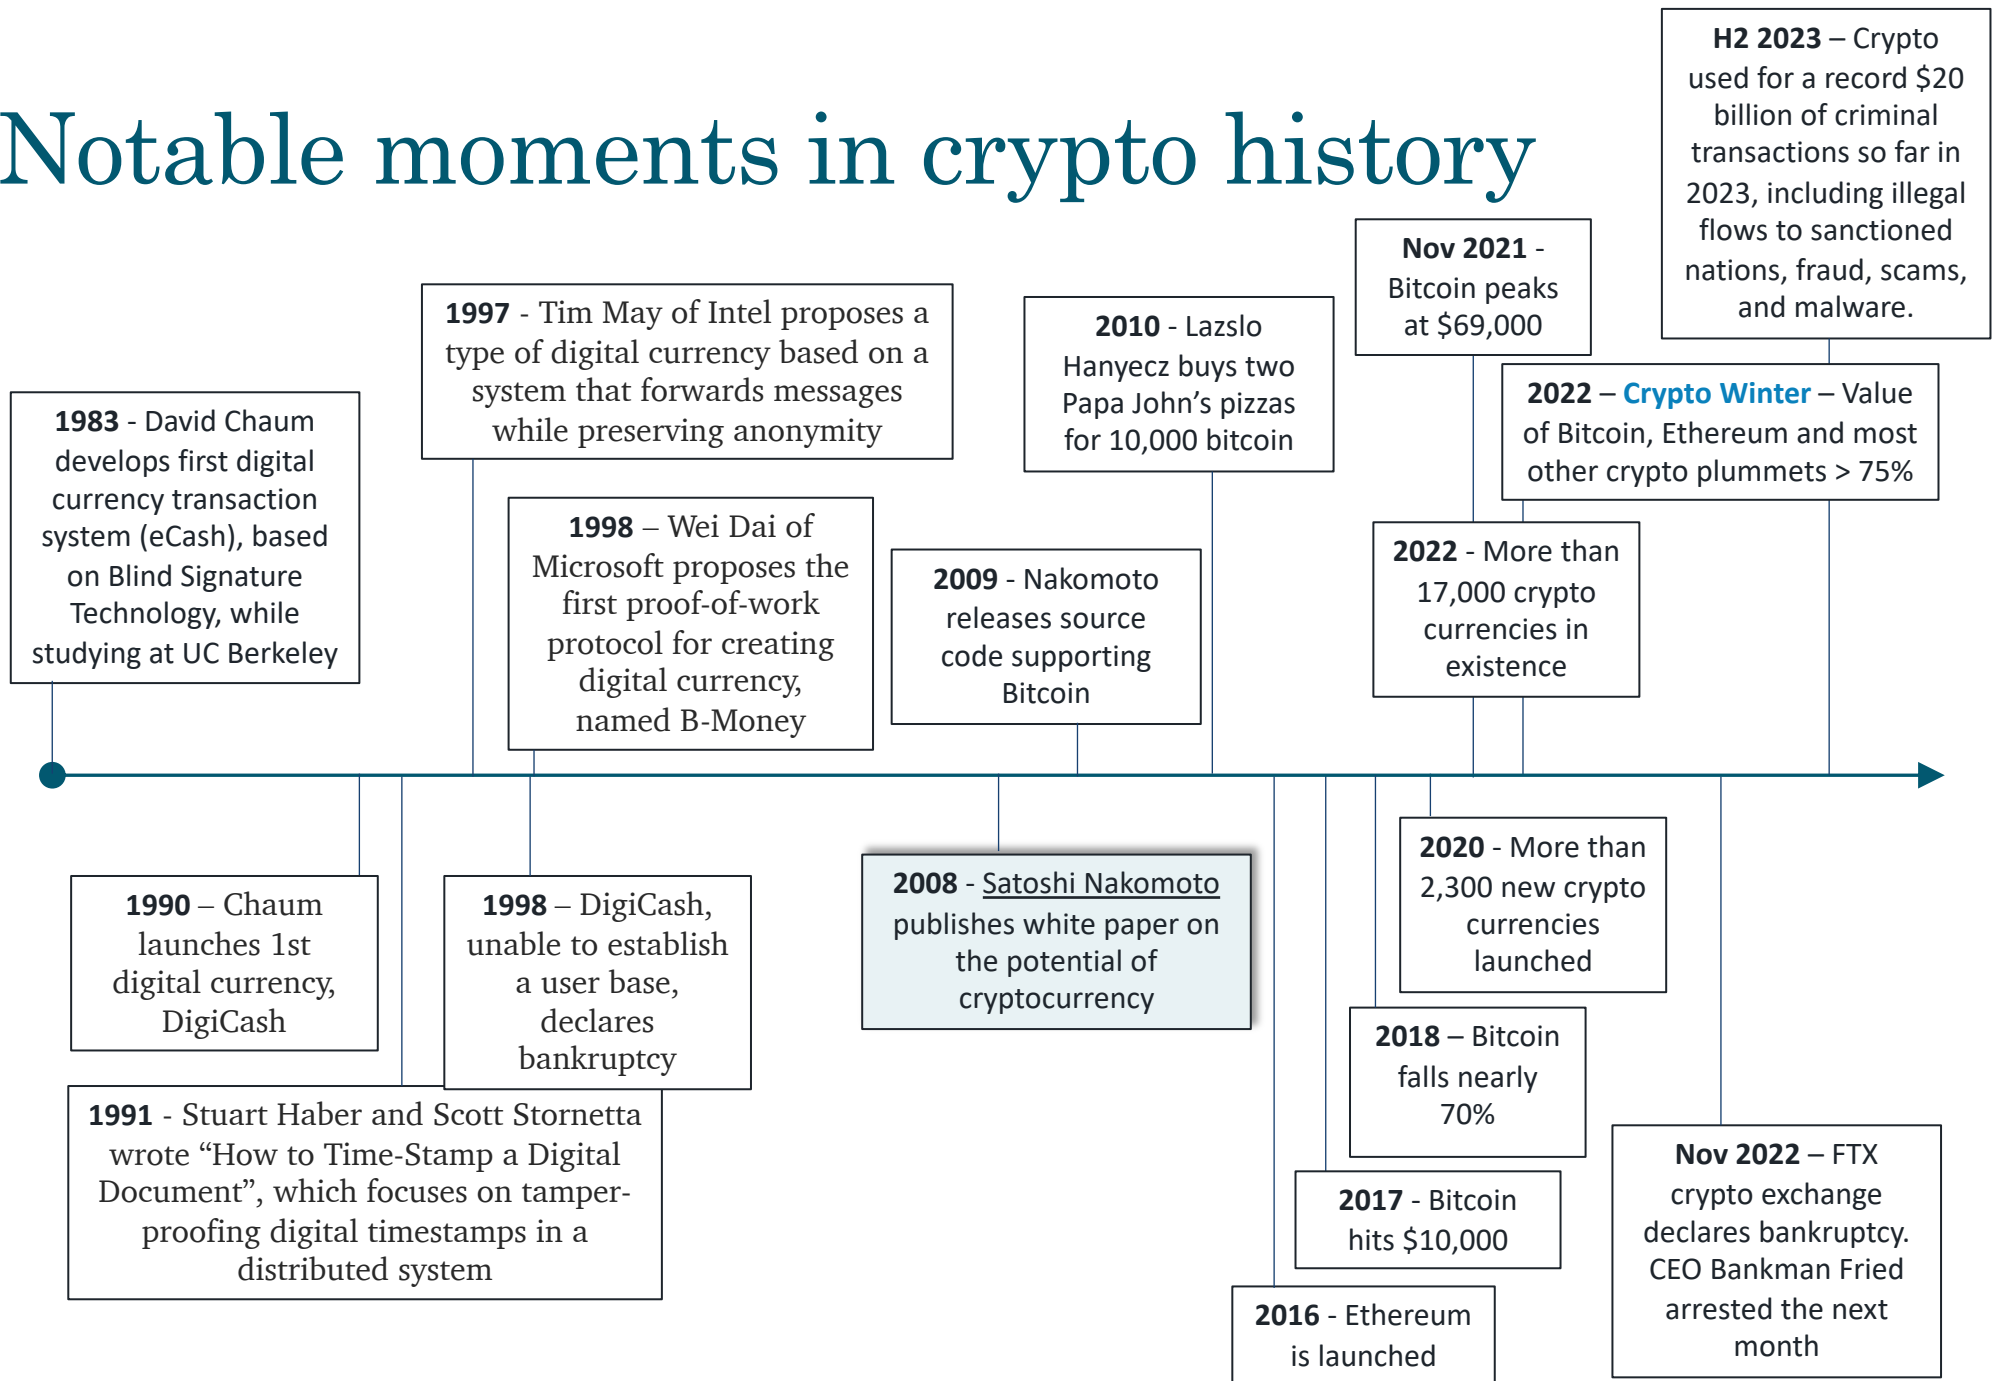 Notable moments in crypto history
H2 2023 – Crypto
used for a record $20
billion of criminal
transactions so far in
2023, including illegal
flows to sanctioned
nations, fraud, scams,
and malware.
Nov 2021 -
Bitcoin peaks
at $69,000
1997 - Tim May of Intel proposes a
type of digital currency based on a
system that forwards messages
while preserving anonymity
2010 - Lazslo
Hanyecz buys two
Papa John’s pizzas
for 10,000 bitcoin
2022 – Crypto Winter – Value
of Bitcoin, Ethereum and most
other crypto plummets > 75%
1983 - David Chaum
develops first digital
currency transaction
system (eCash), based
on Blind Signature
Technology, while
studying at UC Berkeley
1998 – Wei Dai of
Microsoft proposes the
first proof-of-work
protocol for creating
digital currency,
named B-Money
2009 - Nakomoto
releases source
code supporting
Bitcoin
2022 - More than
17,000 crypto
currencies in
existence
1990 – Chaum
launches 1st
digital currency,
DigiCash
1998 – DigiCash,
unable to establish
a user base,
declares
bankruptcy
2008 - Satoshi Nakomoto
publishes white paper on
the potential of
cryptocurrency
2020 - More than
2,300 new crypto
currencies
launched
2018 – Bitcoin
falls nearly
70%
1991 - Stuart Haber and Scott Stornetta
wrote “How to Time-Stamp a Digital
Document”, which focuses on tamper-
proofing digital timestamps in a
distributed system
2017 - Bitcoin
hits $10,000
Nov 2022 – FTX
crypto exchange
declares bankruptcy.
CEO Bankman Fried
arrested the next
month
2016 - Ethereum
is launched